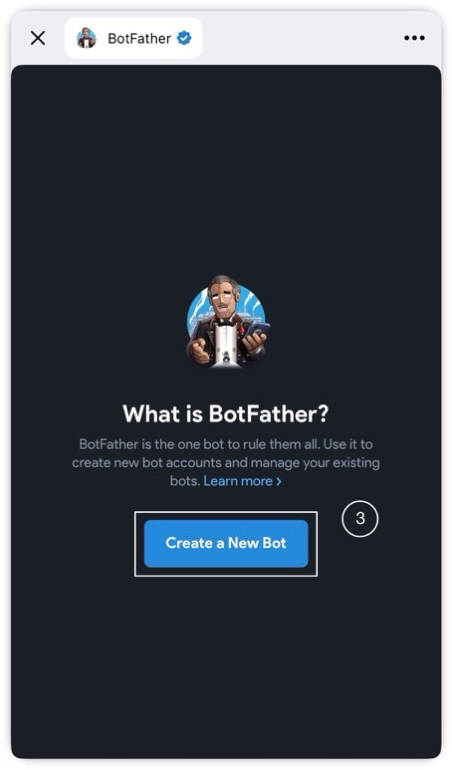 BotFather
What is BotFather?
BotFather is the one bot to rule them all. Use it to
create new bot accounts and manage your existing
bots. Learn more >
3
Create a New Bot